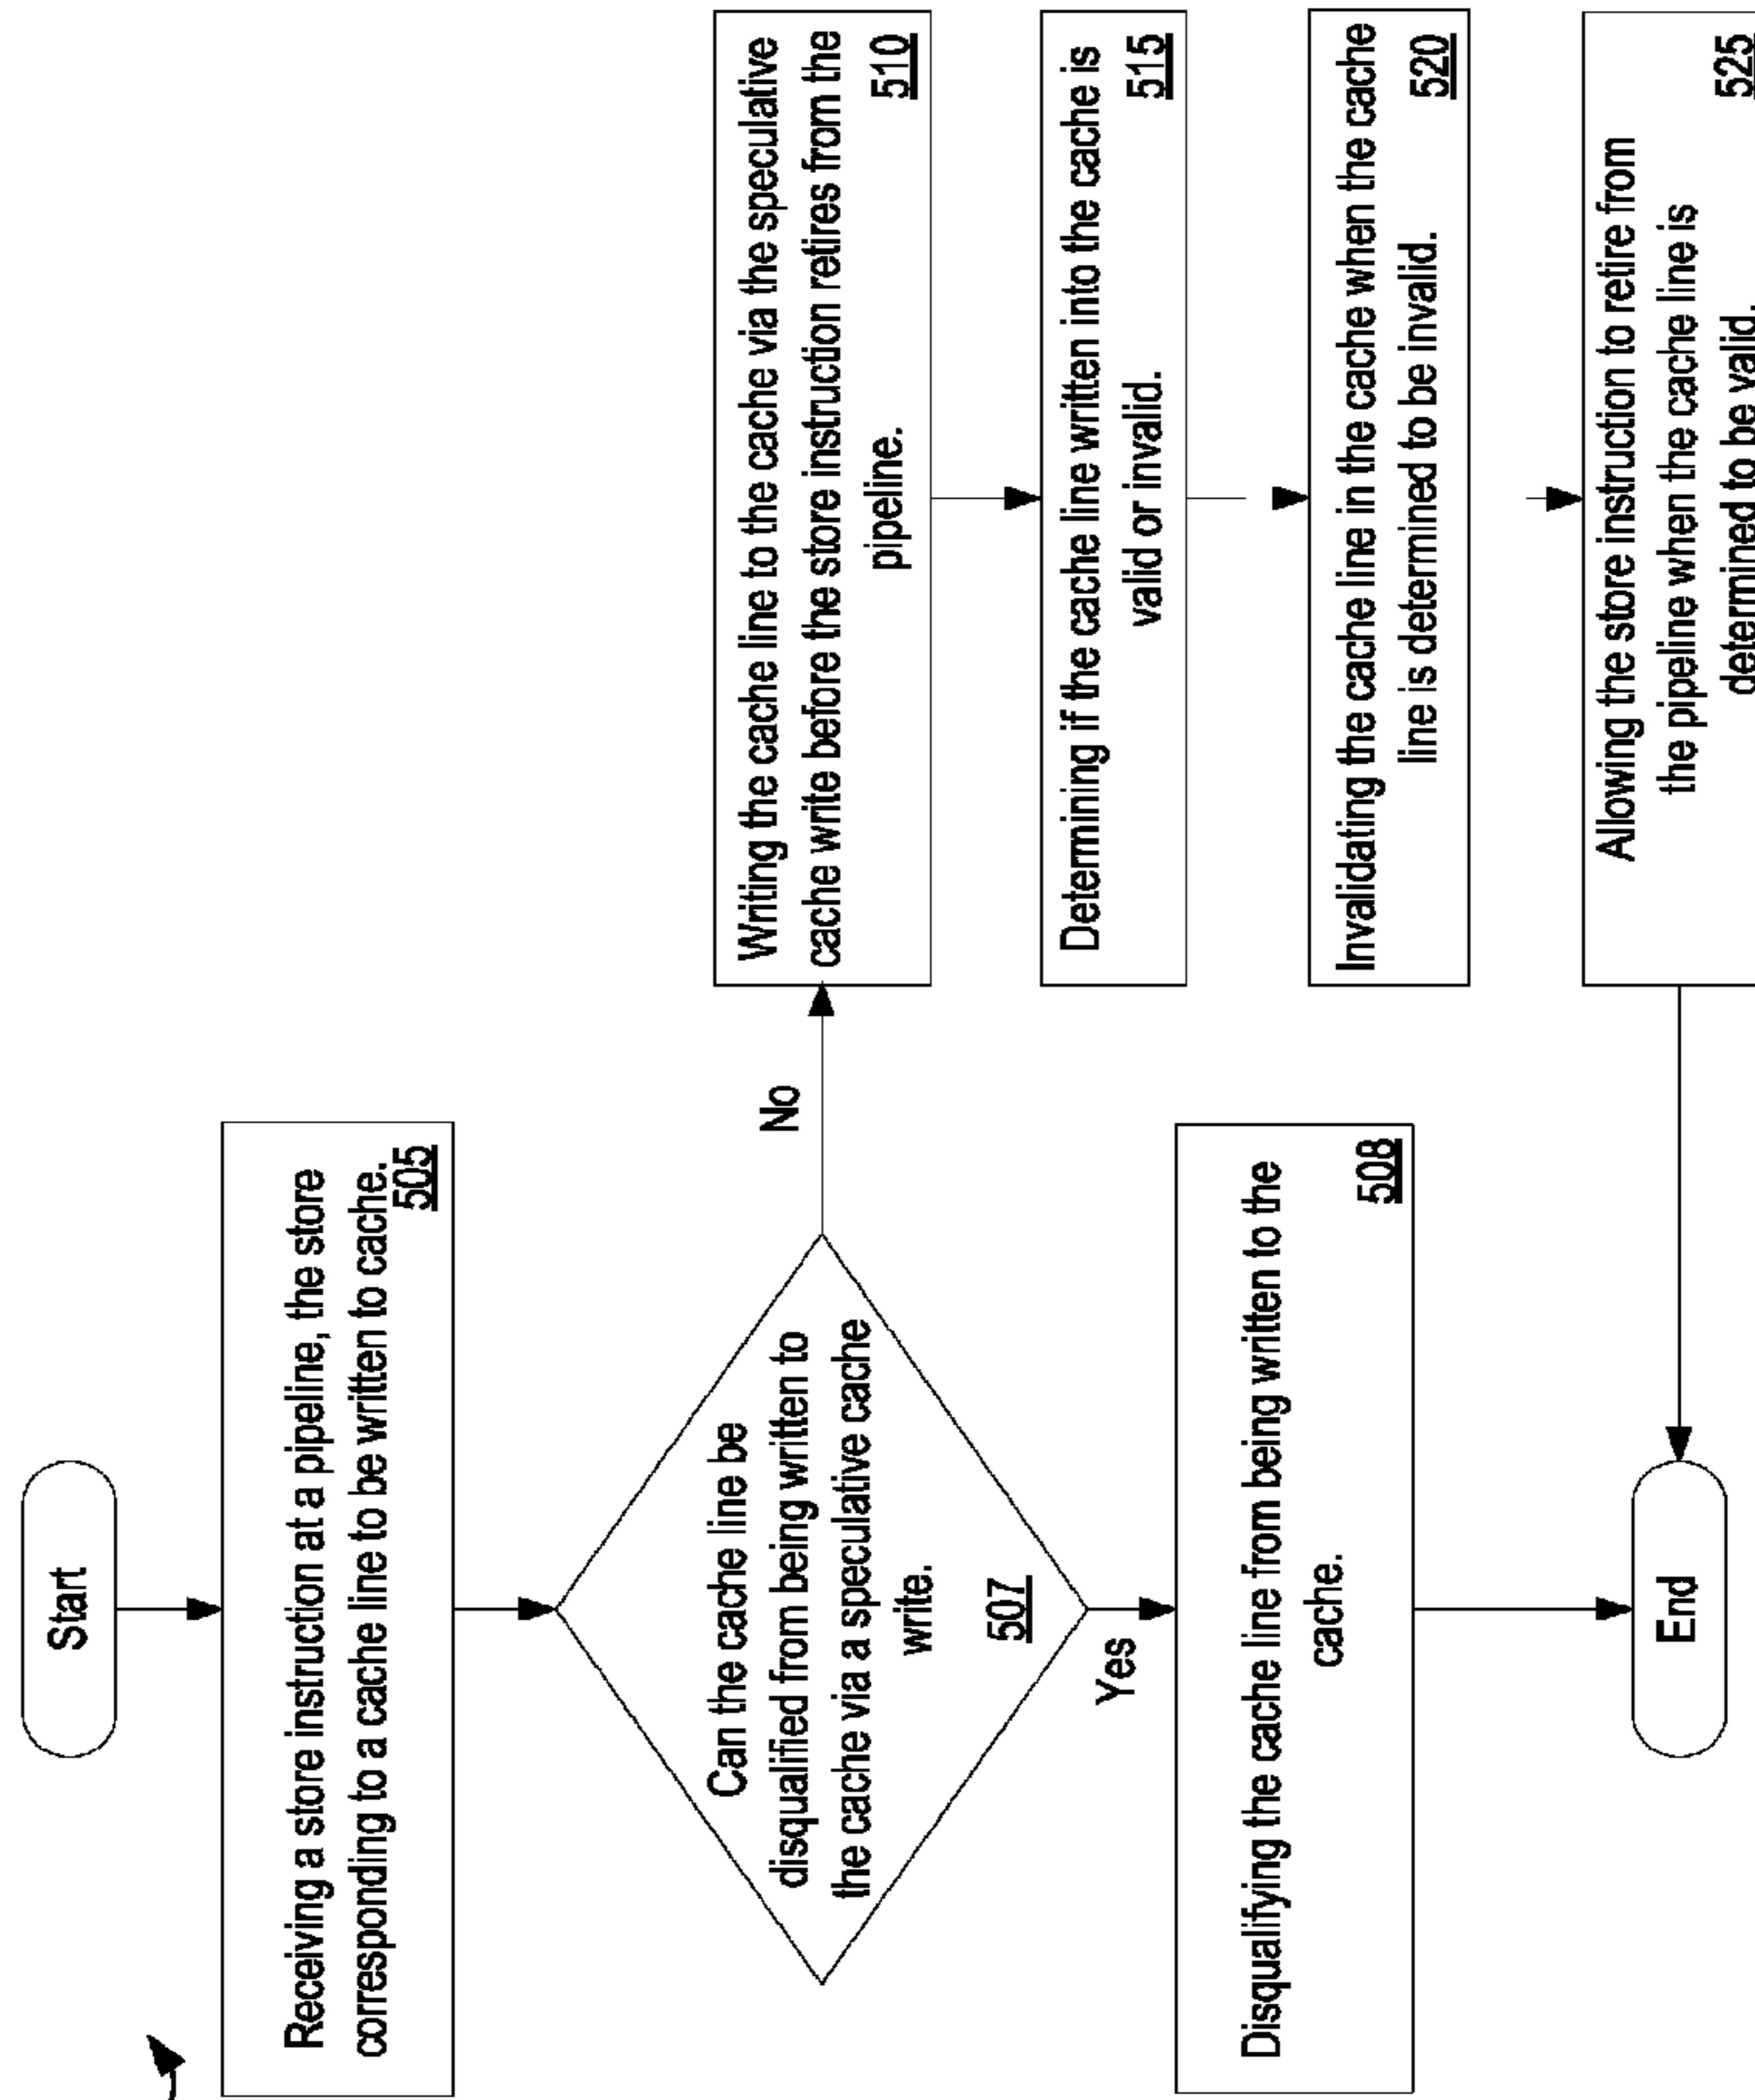 Start
Receiving a store instruction at a pipeline, the store
corresponding to a cache line to be written to cache.
505
Can the cache line be
disqualified from being written to
the cache via a speculative cache
write.
507
No
Yes
Disqualifying the cache line from being written to the
cache.
508
End
Writing the cache line to the cache via the speculative
cache write before the store instruction retires from the
pipeline.
510
Determining if the cache line written into the cache is
valid or invalid.
515
Invalidating the cache line in the cache when the cache
line is determined to be invalid.
520
Allowing the store instruction to retire from
the pipeline when the cache line is
determined to be valid.
525